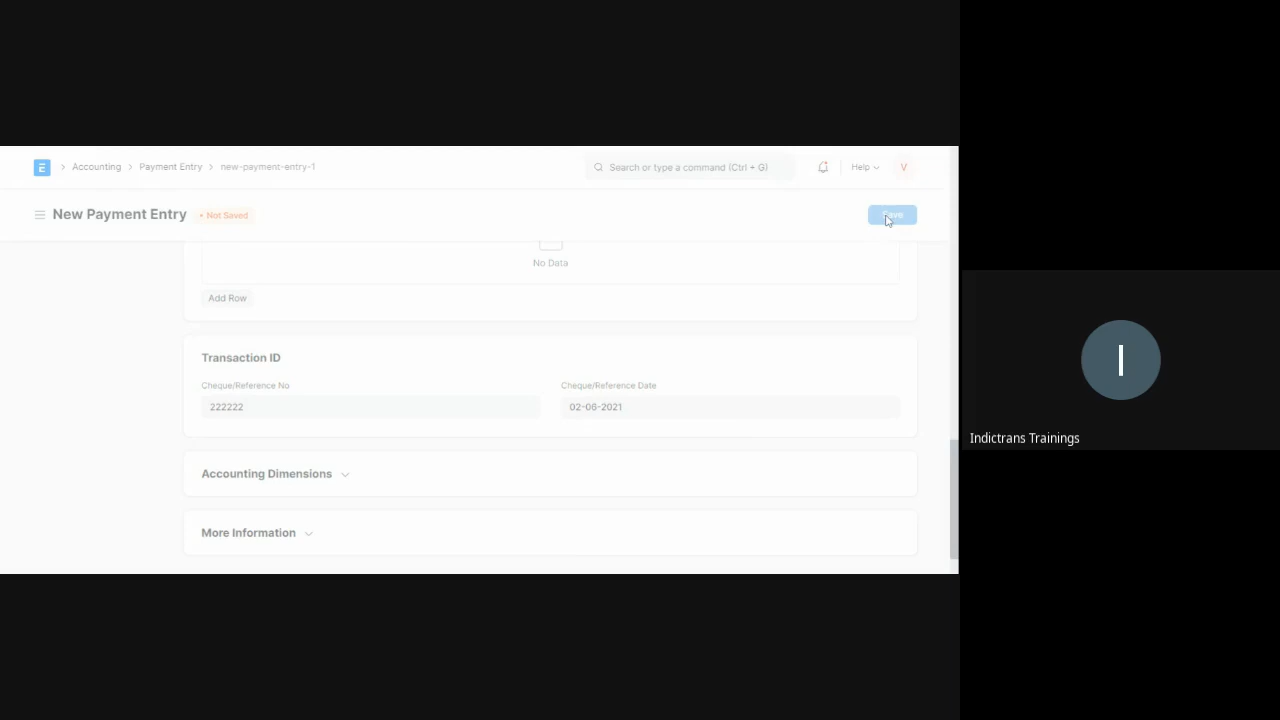 E > Accounting > Payment Entry > new-payment-entry-1 Search or type a command (Ctrl + G) Help V
New Payment Entry • Not Saved Save
No Data
Add Row
Transaction ID
Cheque/Reference No Cheque/Reference Date
222222 02-06-2021
Accounting Dimensions
More Information
I
Indictrans Trainings